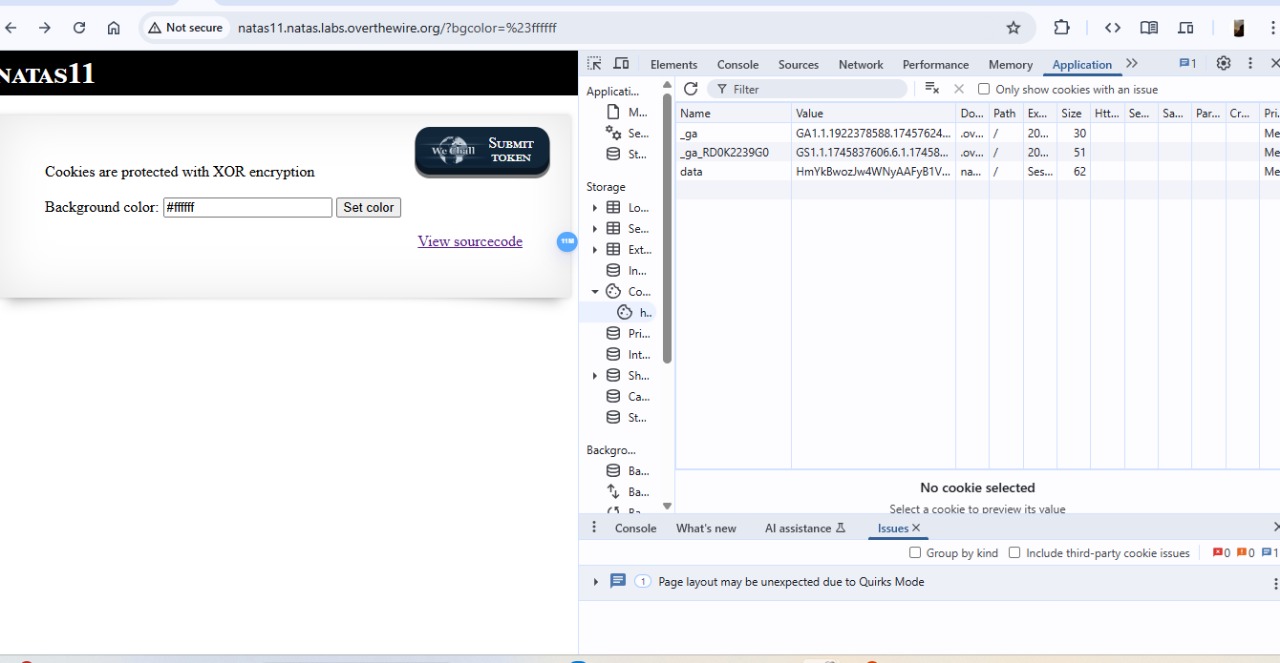 Not secure natas11.natas.labs.overthewire.org/?bgcolor=%23ffffff
NATAS11
We Chall SUBMIT TOKEN
Cookies are protected with XOR encryption
Background color: #ffffff Set color
View sourcecode
11M
Elements Console Sources Network Performance Memory Application 1
Filter Only show cookies with an issue
Applicati...
M...
Se...
St...
Storage
Lo...
Se...
Ext...
In...
Co...
h..
Pri...
Int...
Sh...
Ca...
St...
Backgro...
Ba...
Ba...
Name Value Do... Path Ex... Size Htt... Se... Sa... Par... Cr... Pri...
_ga GA1.1.1922378588.17457624... .ov... / 20... 30 Me
_ga_RD0K2239G0 GS1.1.1745837606.6.1.17458... .ov... / 20... 51 Me
data HmYkBwozJw4WNyAAFyB1V... na... / Ses... 62 Me
No cookie selected
Select a cookie to preview its value
Console What's new AI assistance Issues
Group by kind Include third-party cookie issues 0 0 1
1 Page layout may be unexpected due to Quirks Mode